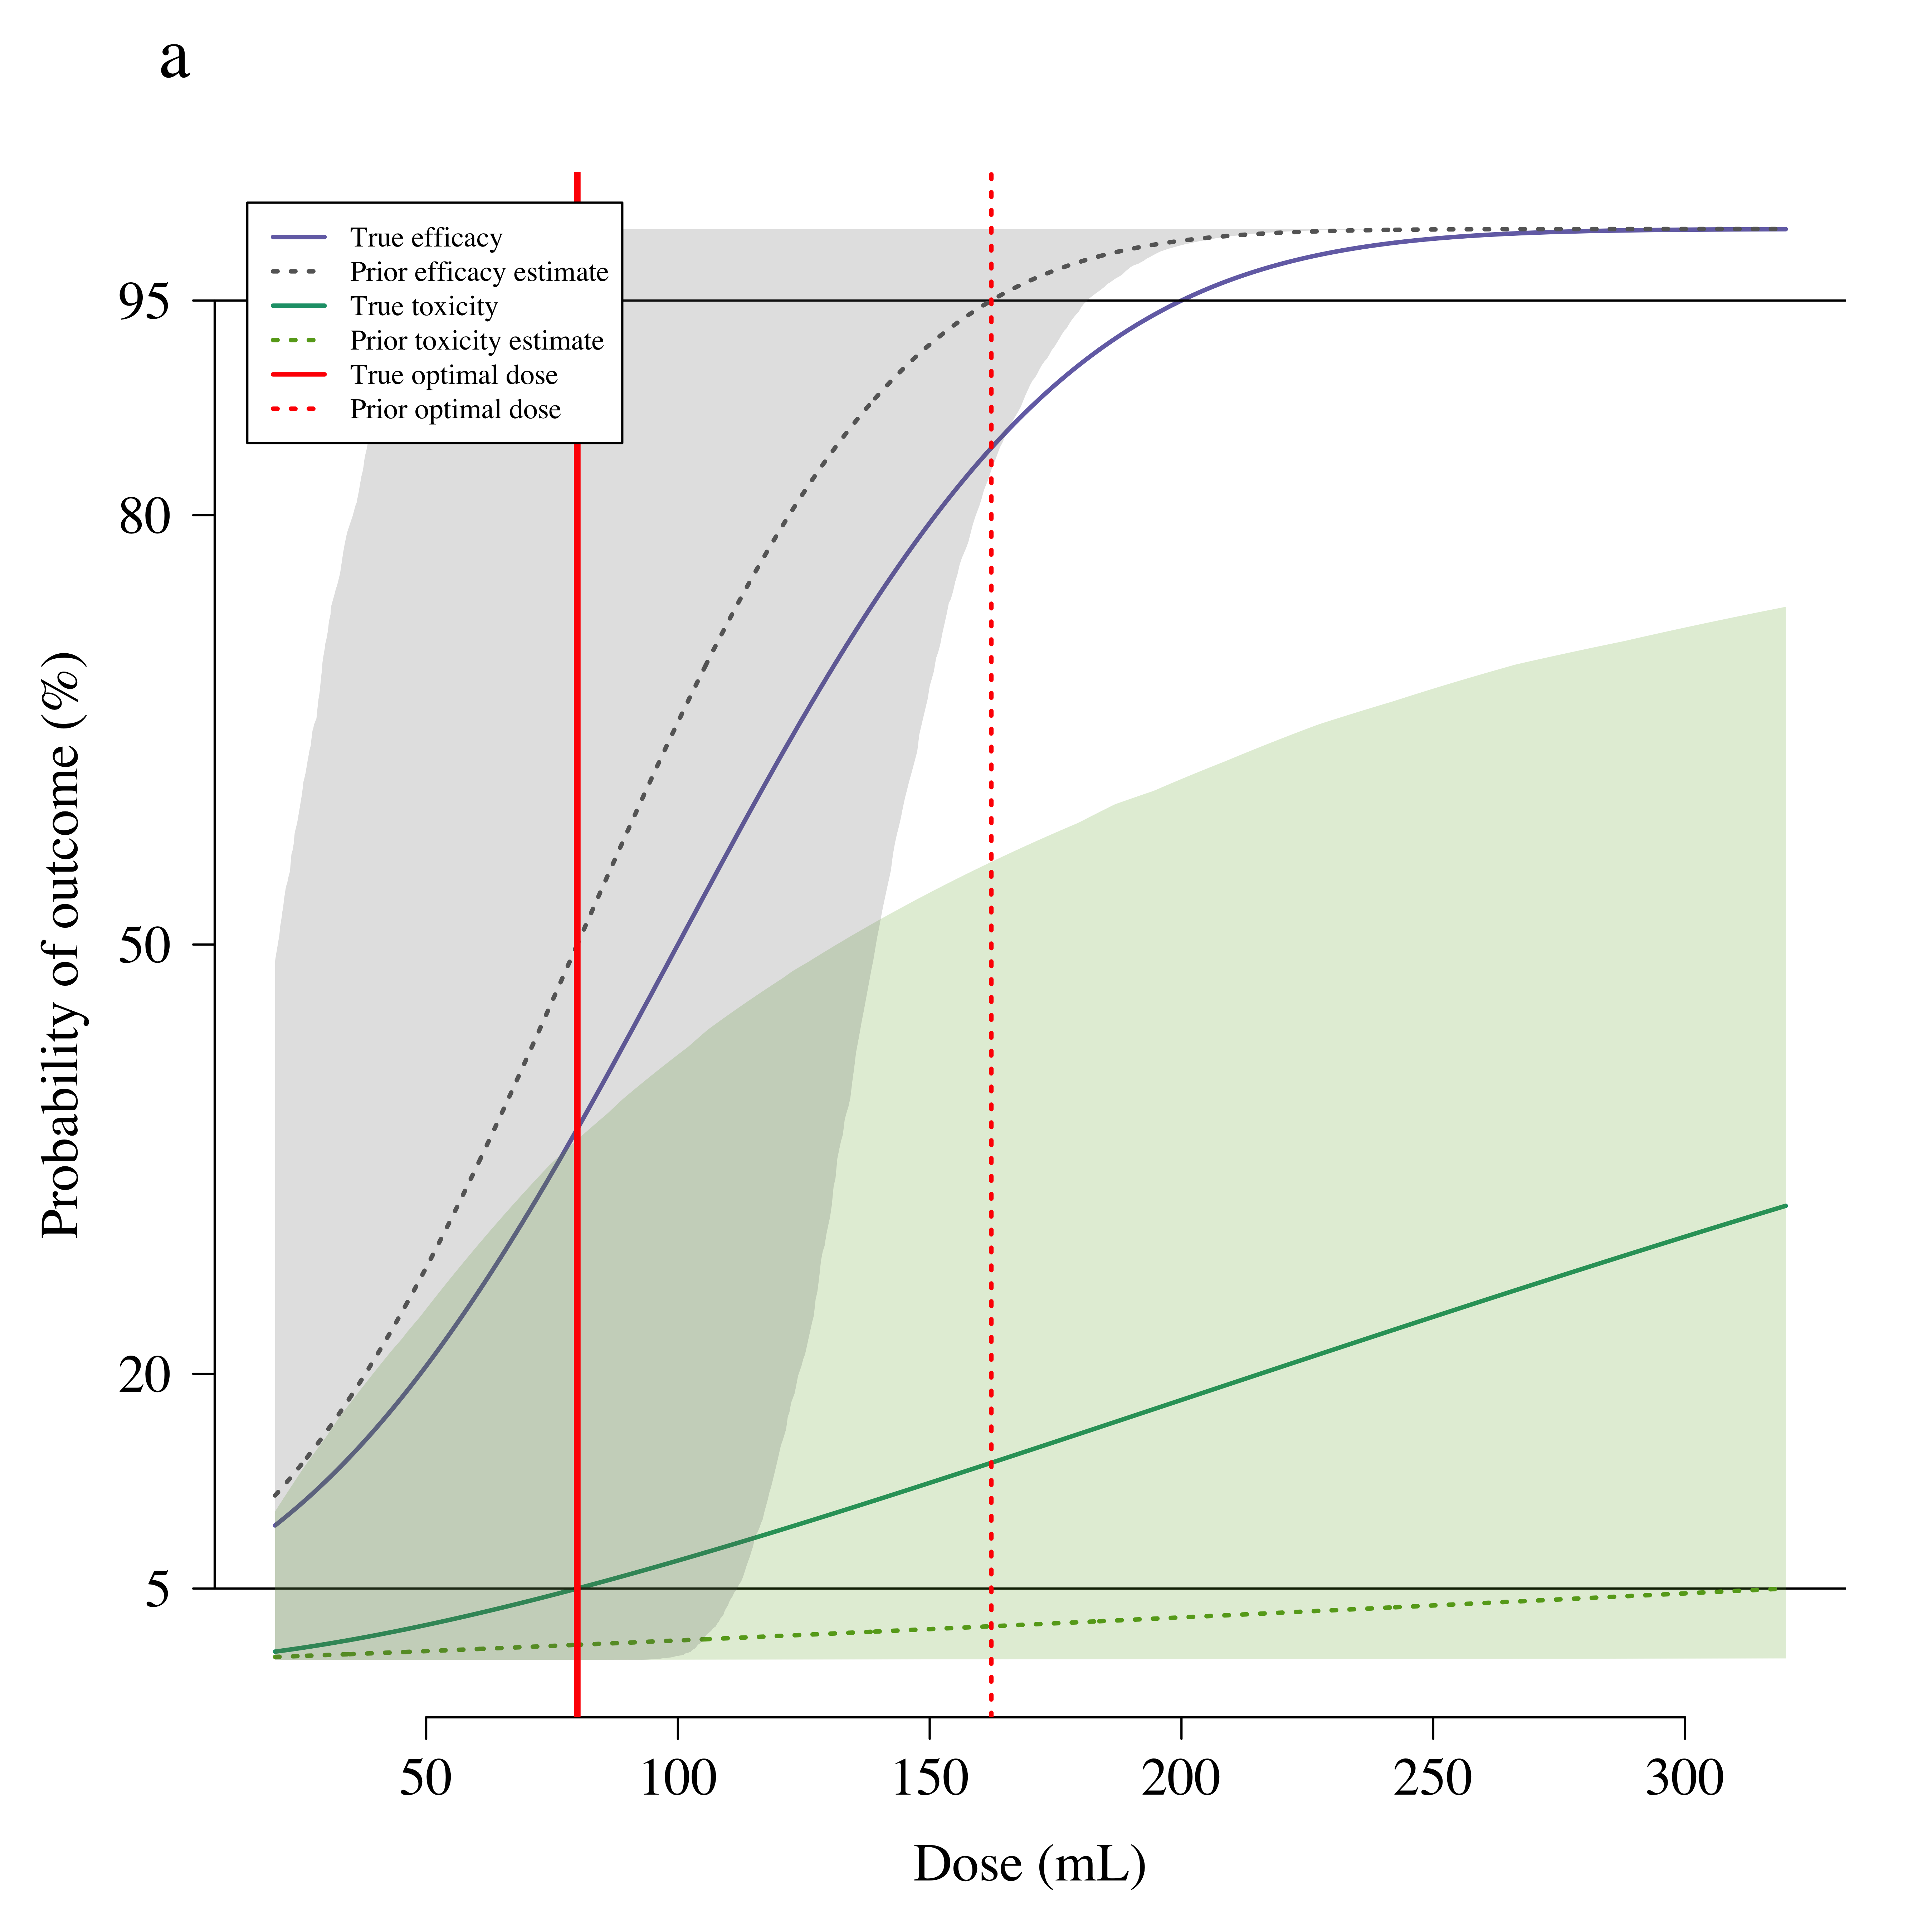 a
True efficacy
Prior efficacy estimate
True toxicity
Prior toxicity estimate
True optimal dose
Prior optimal dose
95
80
50
20
5
Probability of outcome (%)
50 100 150 200 250 300
Dose (mL)